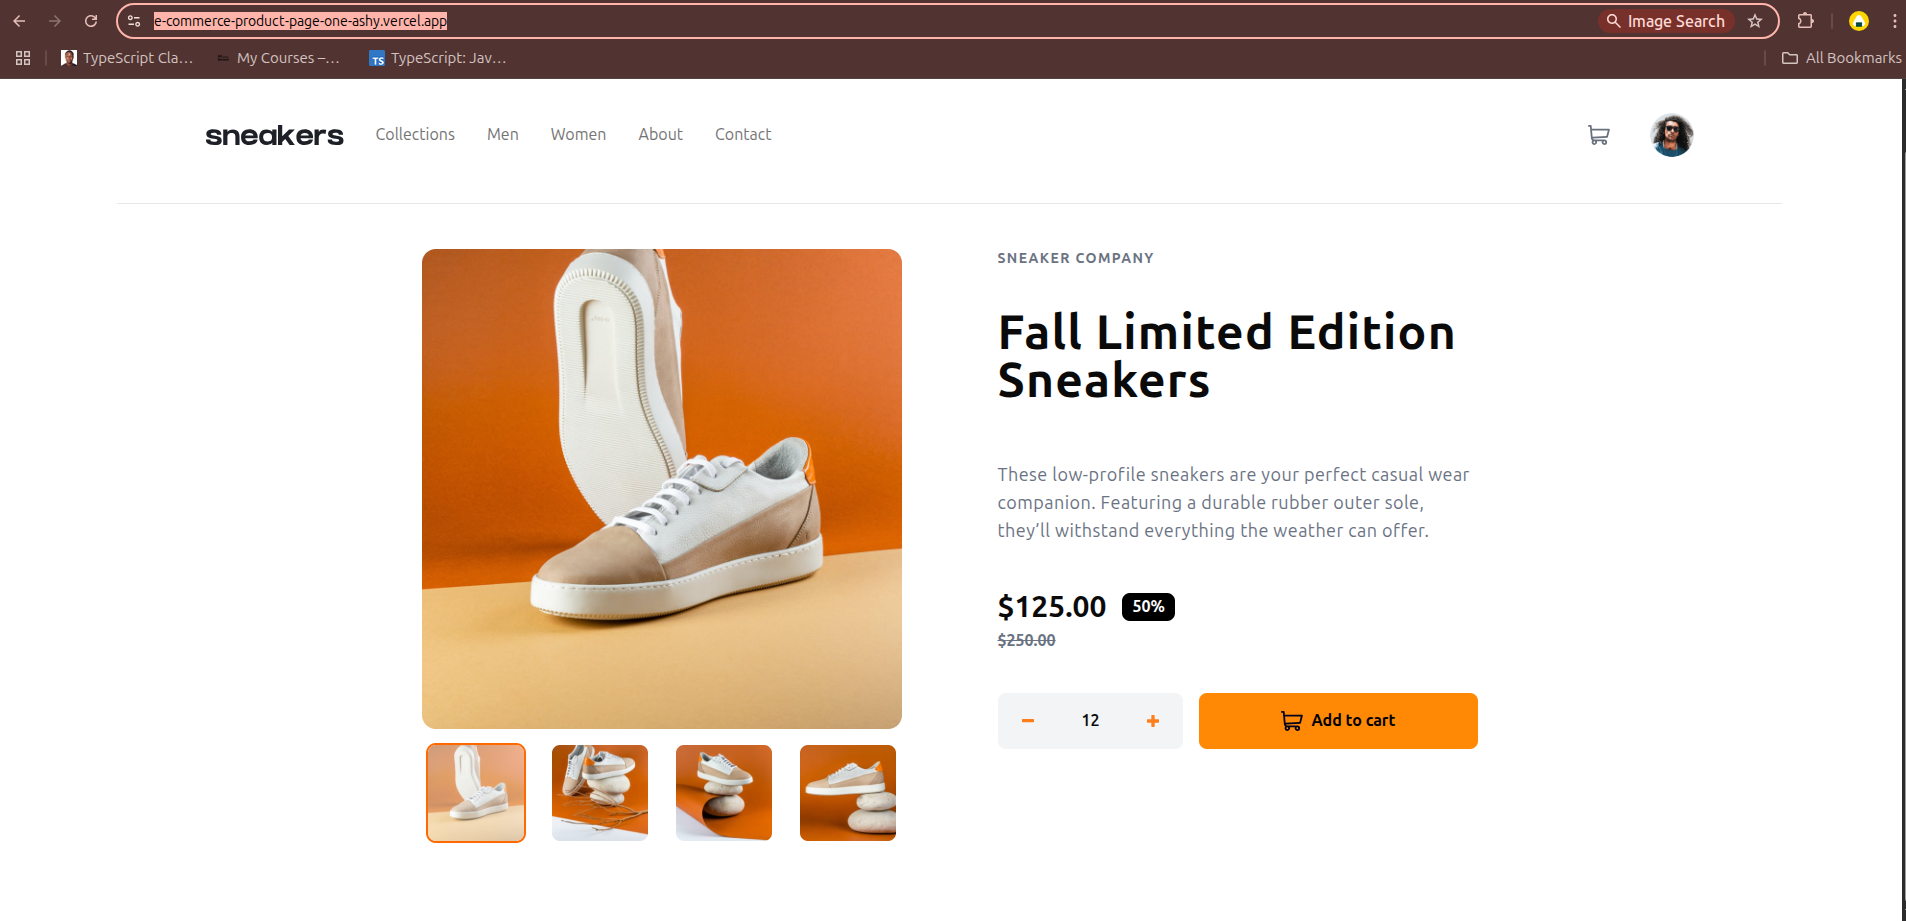 e-commerce-product-page-one-ashy.vercel.app
Image Search
TypeScript Cla...
My Courses –...
TS
TypeScript: Jav...
All Bookmarks
sneakers
Collections
Men
Women
About
Contact
SNEAKER COMPANY
Fall Limited Edition
Sneakers
These low-profile sneakers are your perfect casual wear
companion. Featuring a durable rubber outer sole,
they’ll withstand everything the weather can offer.
$125.00
50%
$250.00
12
Add to cart